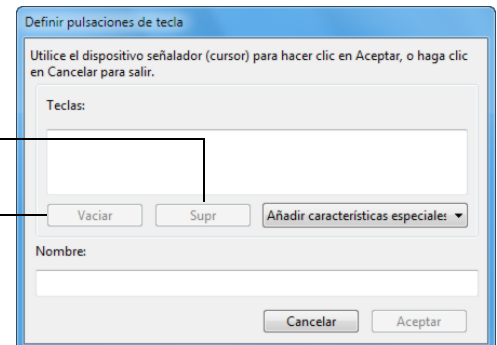 Definir pulsaciones de tecla
Utilice el dispositivo señalador (cursor) para hacer clic en Aceptar, o haga clic
en Cancelar para salir.
Teclas:
Vaciar Supr Añadir características especiales
Nombre:
Cancelar Aceptar